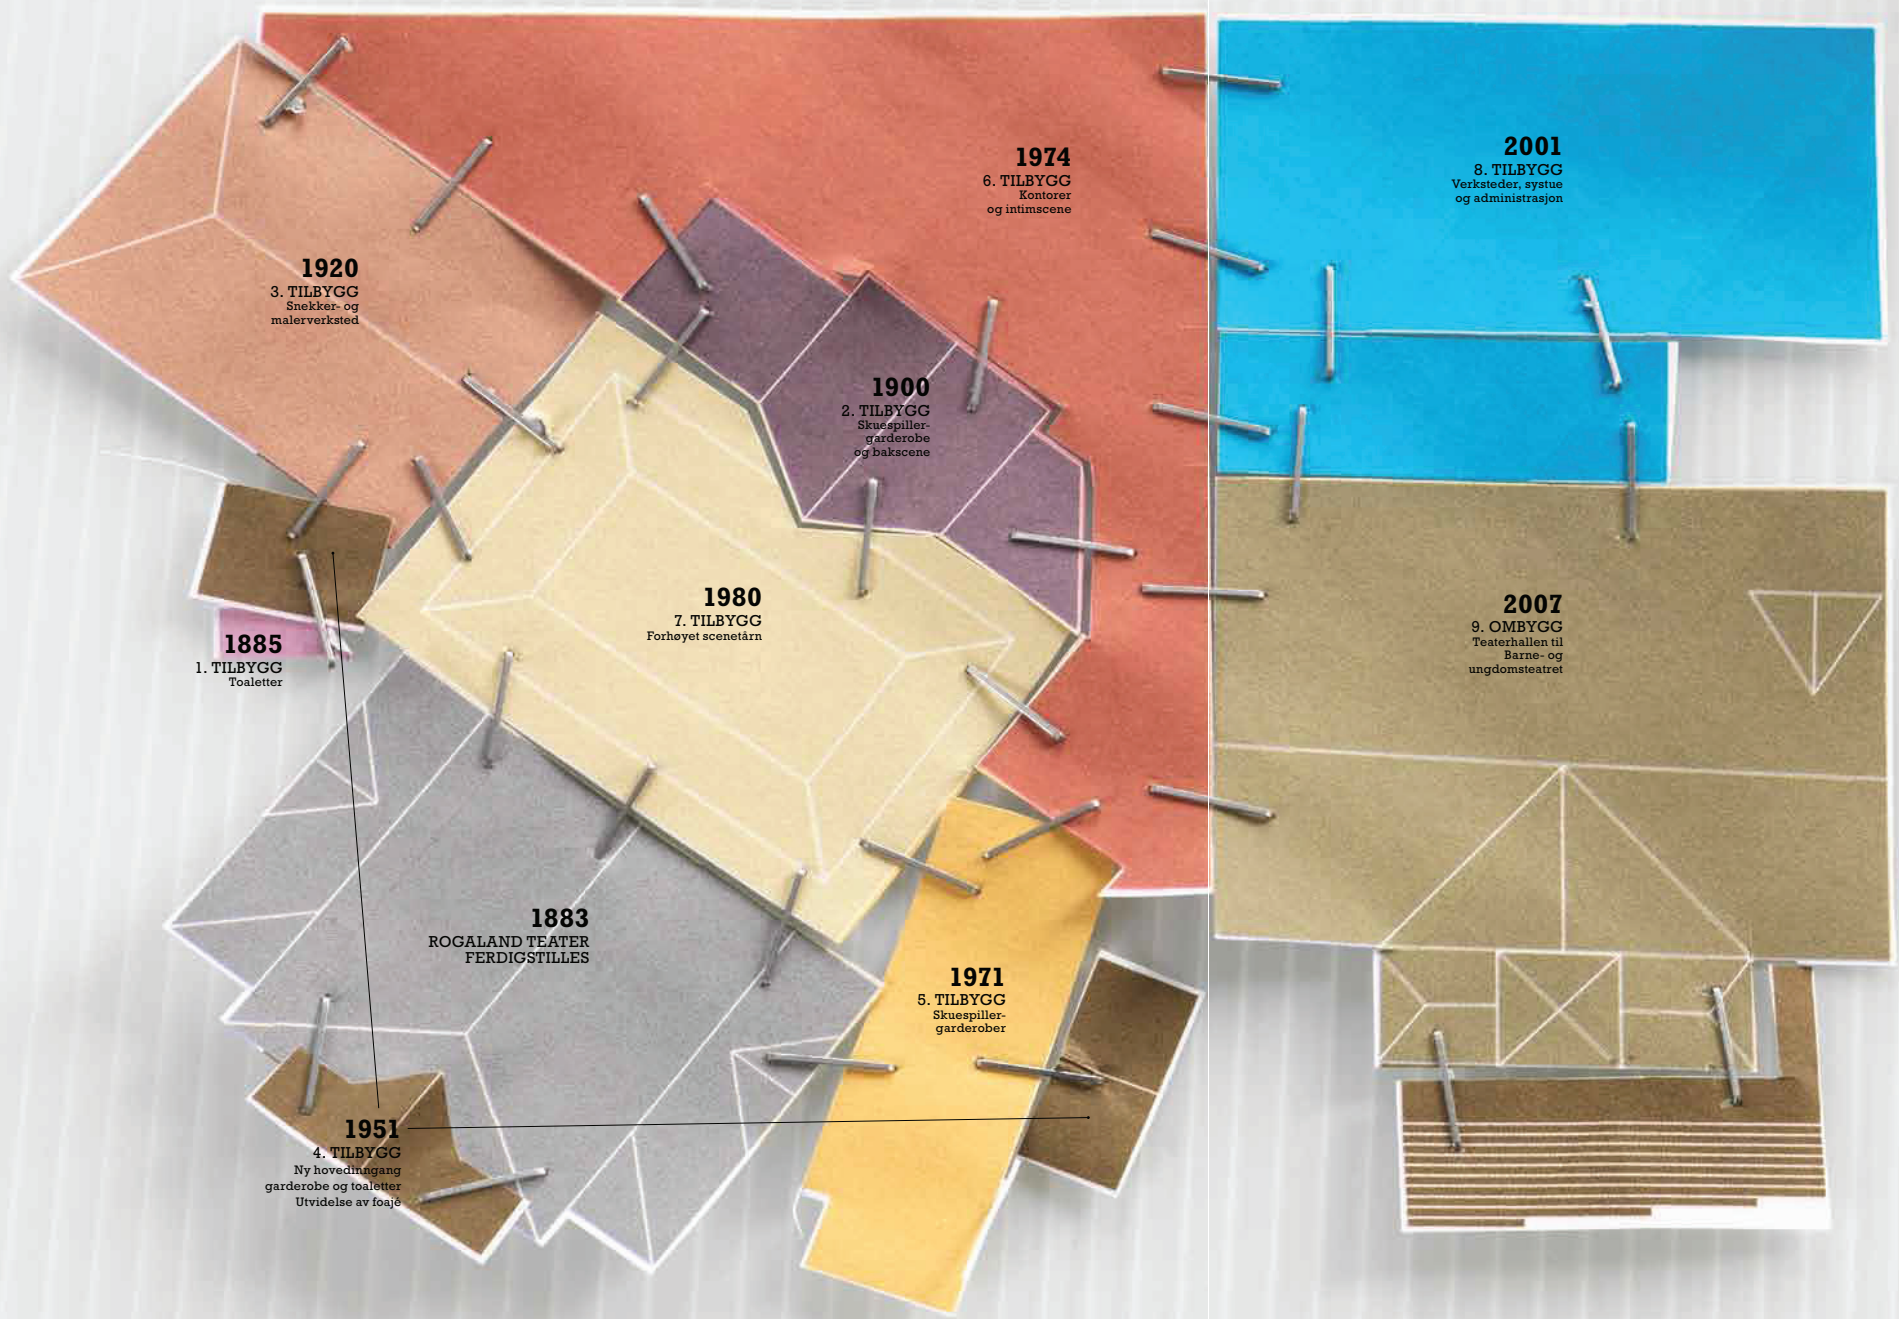 1974
6. TILBYGG
Kontorer
og intimscene
2001
8. TILBYGG
Verksteder, systue
og administrasjon
1920
3. TILBYGG
Snekker- og
malerverksted
1900
2. TILBYGG
Skuespiller-
garderobe
og bakscene
1980
7. TILBYGG
Forhøyet scenetårn
2007
9. OMBYGG
Teaterhallen til
Barne- og
ungdomsteatret
1885
1. TILBYGG
Toaletter
1883
ROGALAND TEATER
FERDIGSTILLES
1971
5. TILBYGG
Skuespiller-
garderober
1951
4. TILBYGG
Ny hovedinngang
garderobe og toaletter
Utvidelse av foajé